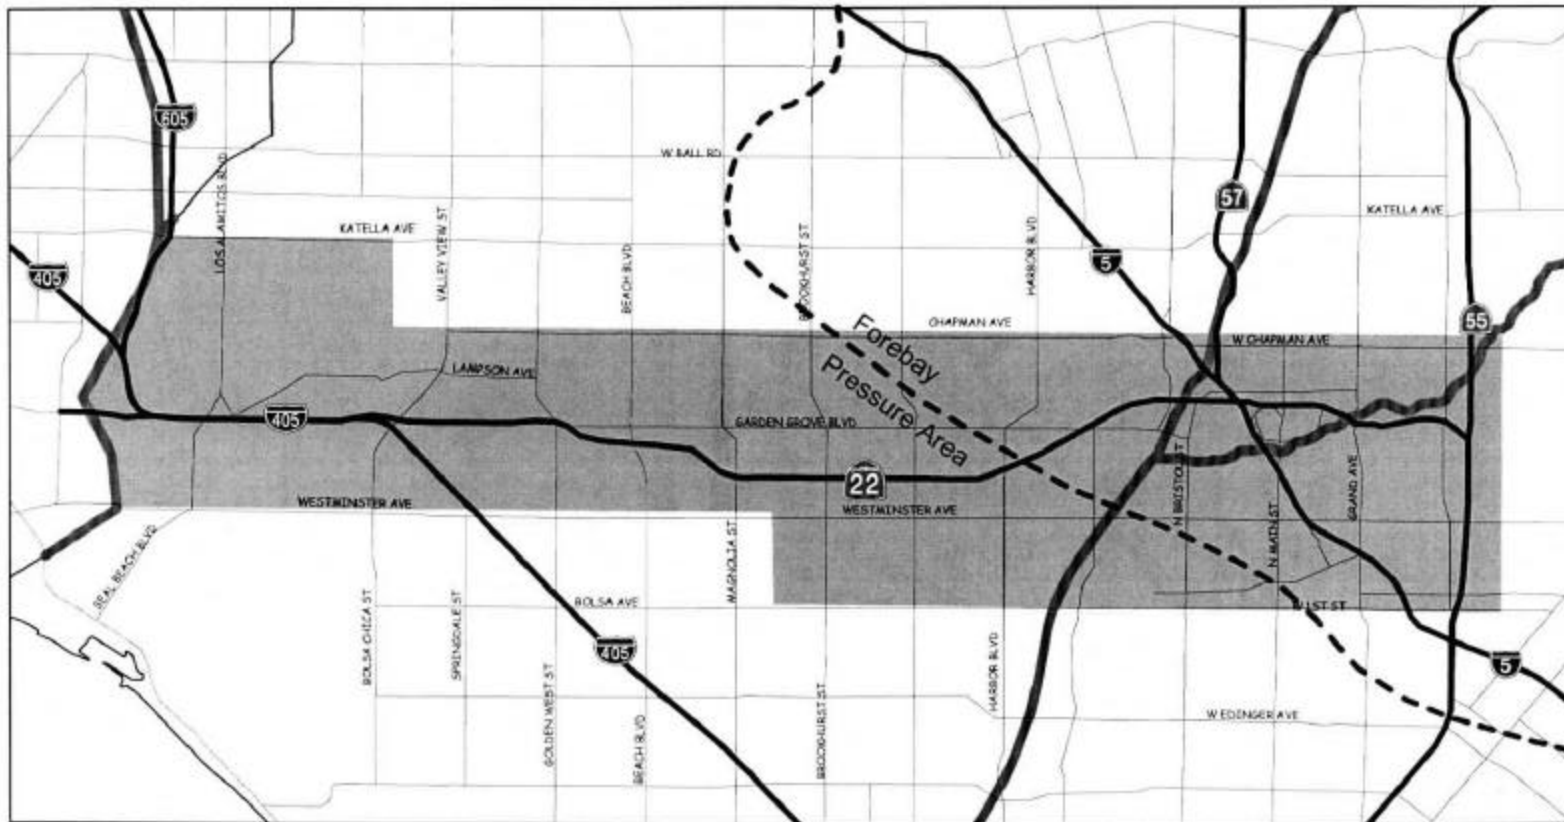 605
W BALL RD
LOS ALAMITOS BLVD
57
KATELLA AVE
KATELLA AVE
VALLEY VIEW ST
BEACH BLVD
BROOKHURST ST
HARBOR BLVD
5
405
55
CHAPMAN AVE
Forebay
W CHAPMAN AVE
Pressure Area
LAMPSON AVE
405
GARDEN GROVE BLVD
N BRISTOL ST
22
GRAND AVE
WESTMINSTER AVE
WESTMINSTER AVE
N MAIN ST
SEAL BEACH BLVD
MAGNOLIA ST
BOLSA AVE
W 1ST ST
BOLSA CHICA ST
SPRINGDALE ST
405
HARBOR BLVD
5
GOLDEN WEST ST
BEACH BLVD
BROOKHURST ST
W EDINGER AVE